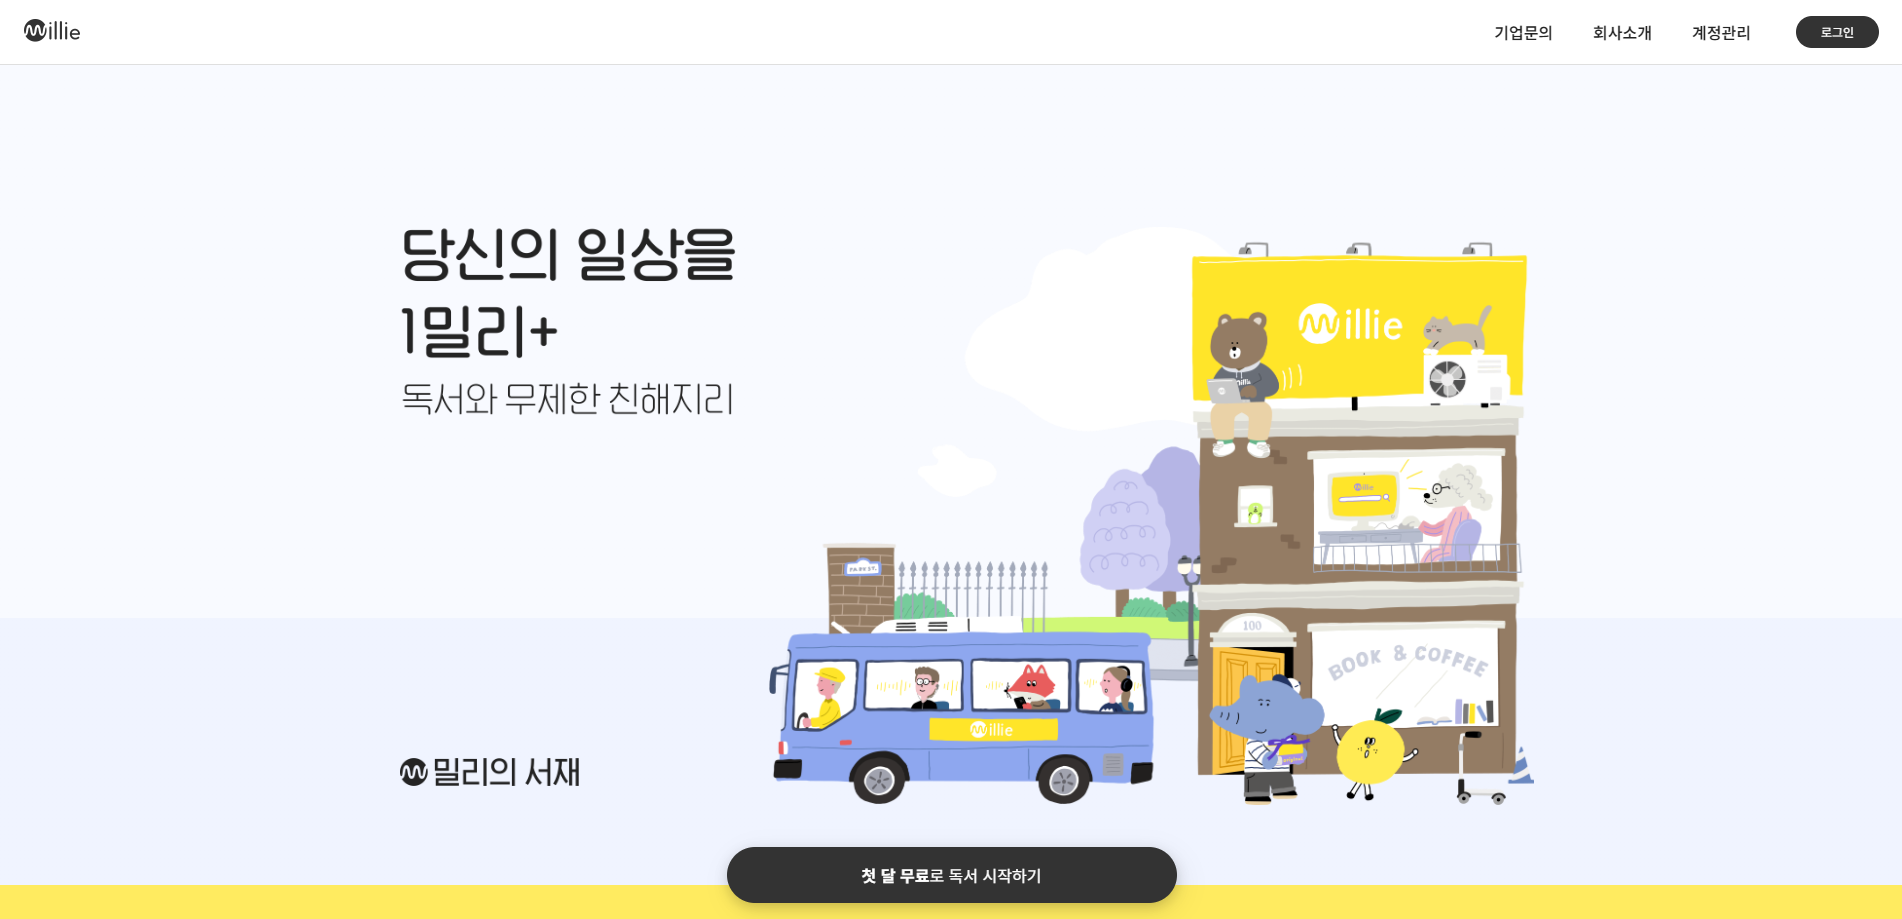 millie
기업문의
회사소개
계정관리
로그인
당신의 일상을
1밀리+
독서와 무제한 친해지리
millie
millie
PARK ST.
100
BOOK & COFFEE
millie
밀리의 서재
첫 달 무료로 독서 시작하기